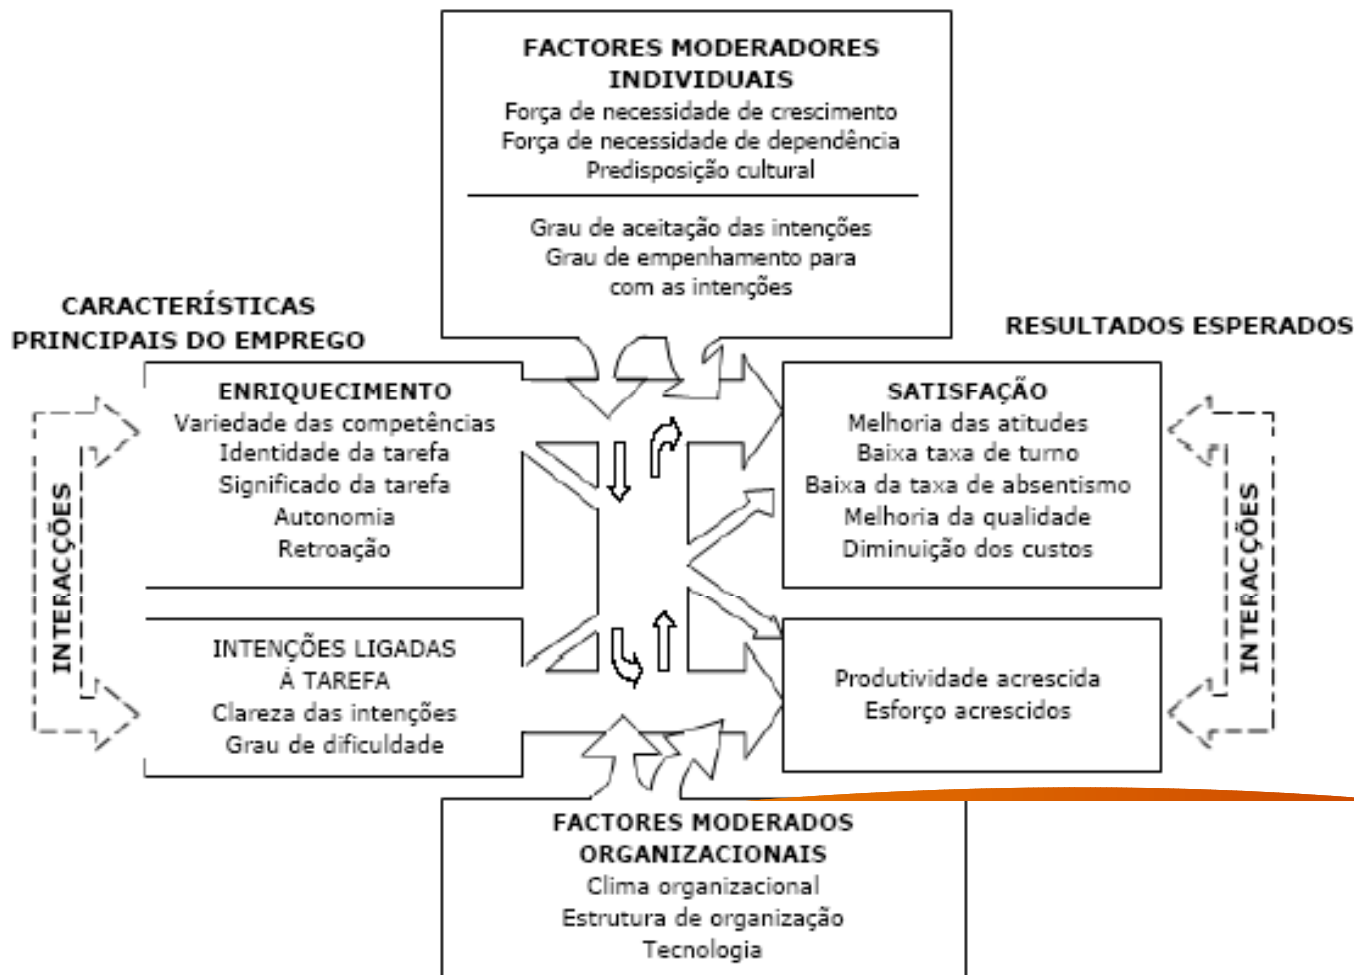 FACTORES MODERADORES
INDIVIDUAIS
Força de necessidade de crescimento
Força de necessidade de dependência
Predisposição cultural
Grau de aceitação das intenções
Grau de empenhamento para
com as intenções
CARACTERÍSTICAS
PRINCIPAIS DO EMPREGO
RESULTADOS ESPERADOS
INTERACÇÕES
ENRIQUECIMENTO
Variedade das competências
Identidade da tarefa
Significado da tarefa
Autonomia
Retroação
SATISFAÇÃO
Melhoria das atitudes
Baixa taxa de turno
Baixa da taxa de absentismo
Melhoria da qualidade
Diminuição dos custos
INTERACÇÕES
INTENÇÕES LIGADAS
À TAREFA
Clareza das intenções
Grau de dificuldade
Produtividade acrescida
Esforço acrescidos
FACTORES MODERADOS
ORGANIZACIONAIS
Clima organizacional
Estrutura de organização
Tecnologia